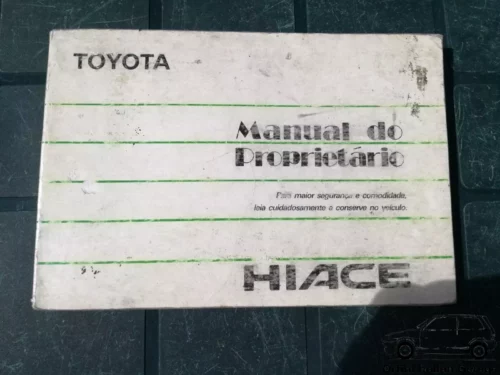 TOYOTA
Manual do
Proprietário
Para maior segurança e comodidade,
leia cuidadosamente e conserve no veículo.
HIACE